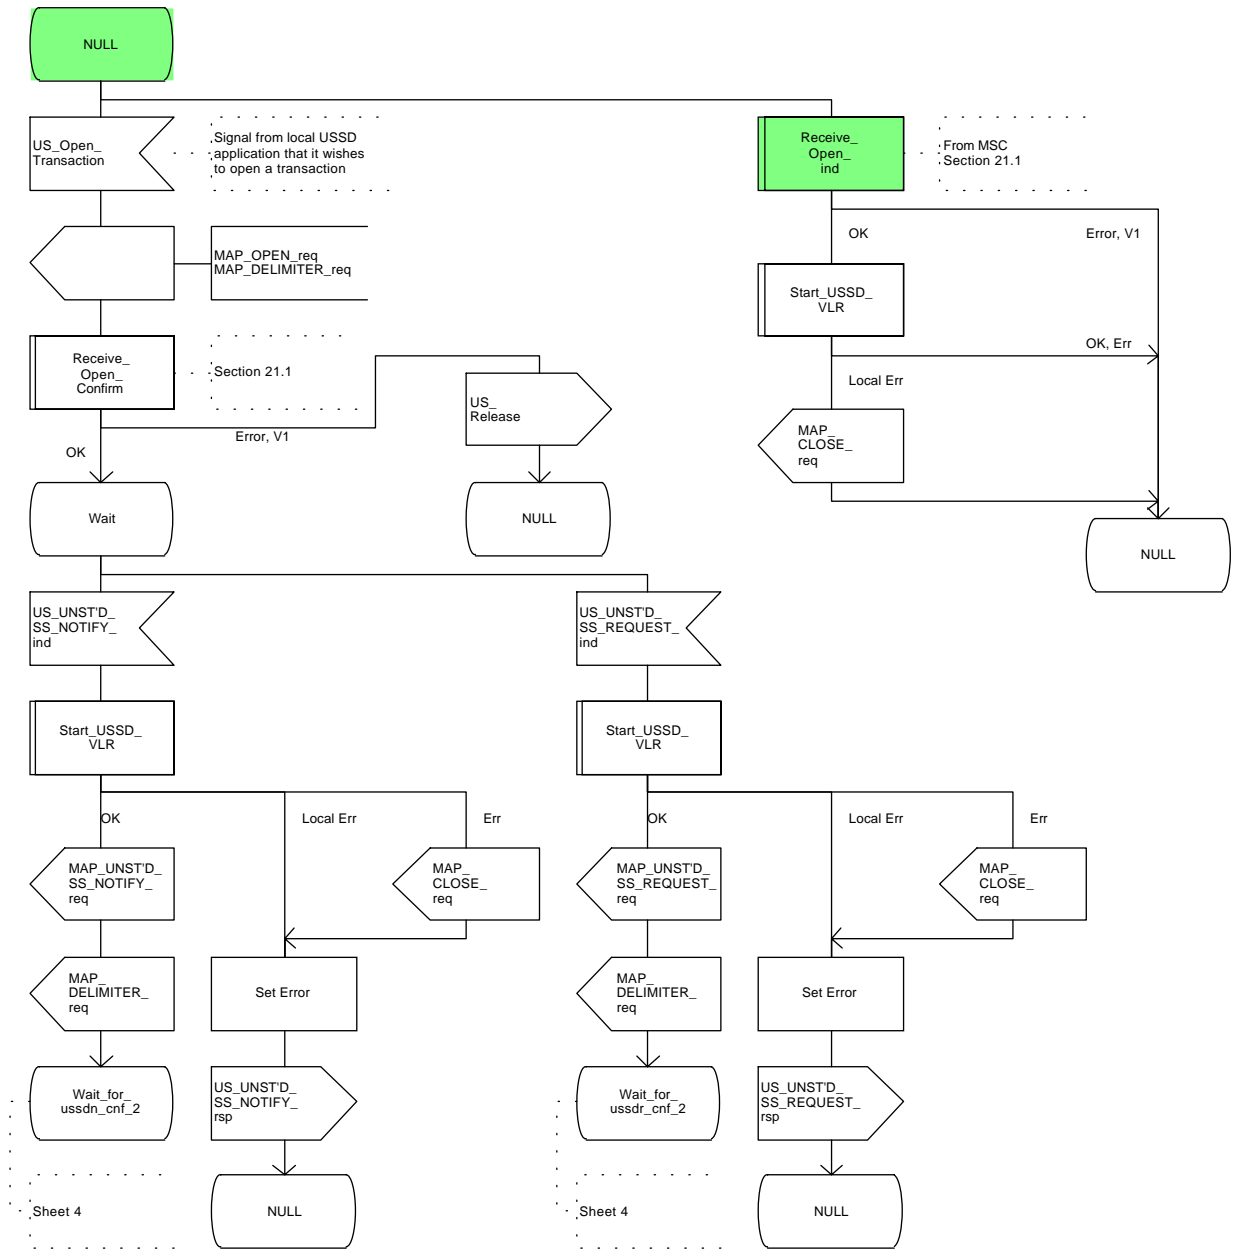 NULL
US_Open_
Transaction
Signal from local USSD
application that it wishes
to open a transaction
Receive_
Open_
ind
From MSC
Section 21.1
MAP_OPEN_req
MAP_DELIMITER_req
OK
Error, V1
Start_USSD_
VLR
Receive_
Open_
Confirm
Section 21.1
OK, Err
Local Err
US_
Release
Error, V1
OK
MAP_
CLOSE_
req
Wait
NULL
NULL
US_UNST'D_
SS_NOTIFY_
ind
US_UNST'D_
SS_REQUEST_
ind
Start_USSD_
VLR
Start_USSD_
VLR
OK
Local Err
Err
OK
Local Err
Err
MAP_UNST'D_
SS_NOTIFY_
req
MAP_
CLOSE_
req
MAP_UNST'D_
SS_REQUEST_
req
MAP_
CLOSE_
req
MAP_
DELIMITER_
req
Set Error
MAP_
DELIMITER_
req
Set Error
Wait_for_
ussdn_cnf_2
US_UNST'D_
SS_NOTIFY_
rsp
Wait_for_
ussdr_cnf_2
US_UNST'D_
SS_REQUEST_
rsp
Sheet 4
NULL
Sheet 4
NULL